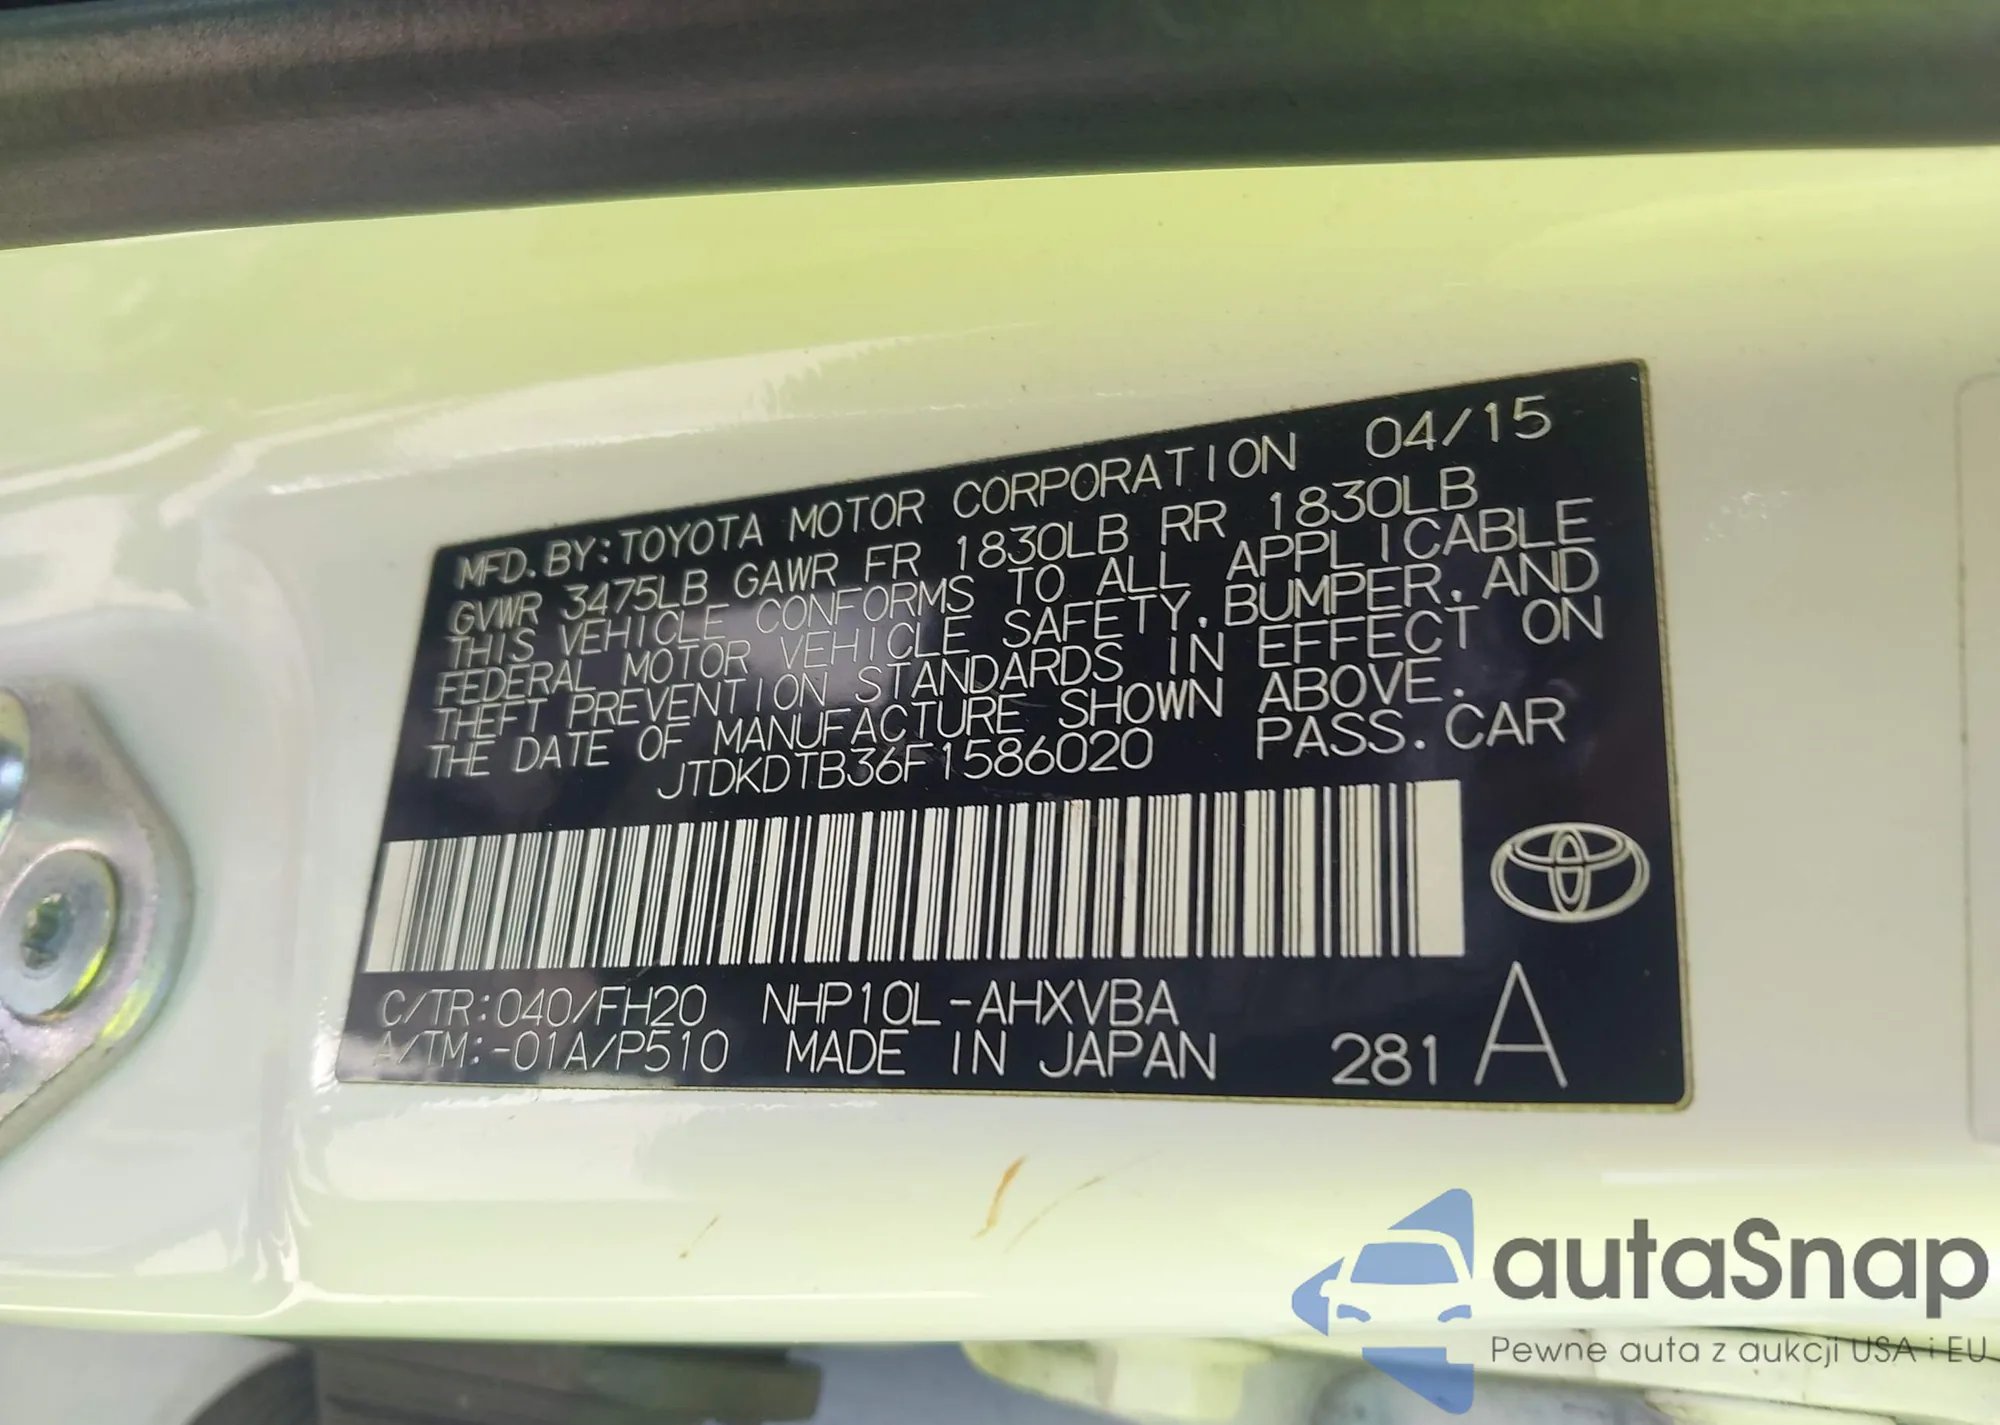 MFD. BY: TOYOTA MOTOR CORPORATION 04/15
GVWR 3475LB GAWR FR 1830LB RR 1830LB
THIS VEHICLE CONFORMS TO ALL APPLICABLE
FEDERAL MOTOR VEHICLE SAFETY, BUMPER, AND
THEFT PREVENTION STANDARDS IN EFFECT ON
THE DATE OF MANUFACTURE SHOWN ABOVE.
JTDKDTB36F1586020 PASS. CAR
C/TR: 040/FH20 NHP10L-AHXVBA
A/TM: -01A/P510 MADE IN JAPAN 281 A
autaSnap
Pewne auta z aukcji USA i EU